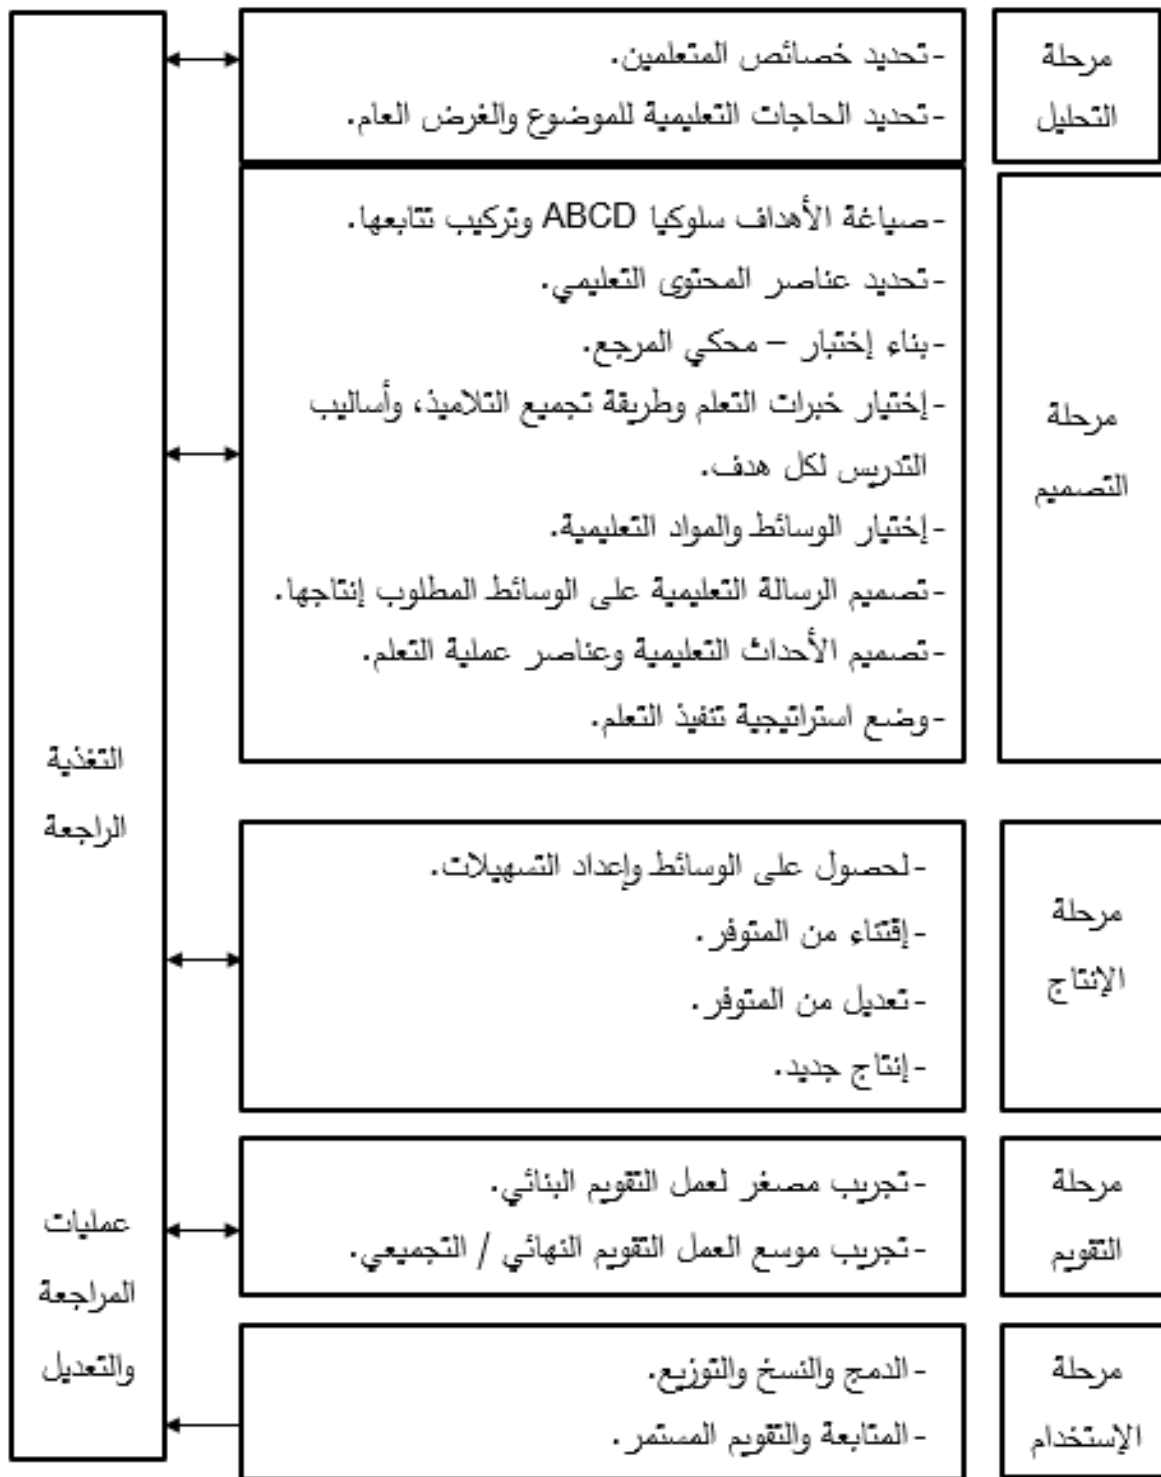 مرحلة
التحليل
-تحديد خصائص المتعلمين.
-تحديد الحاجات التعليمية للموضوع والغرض العام.
مرحلة
التصميم
-صياغة الأهداف سلوكيا ABCD وتركيب تتابعها.
-تحديد عناصر المحتوى التعليمي.
-بناء إختبار – محكي المرجع.
-إختيار خبرات التعلم وطريقة تجميع التلاميذ، وأساليب
التدريس لكل هدف.
-إختيار الوسائط والمواد التعليمية.
-تصميم الرسالة التعليمية على الوسائط المطلوب إنتاجها.
-تصميم الأحداث التعليمية وعناصر عملية التعلم.
-وضع استراتيجية تنفيذ التعلم.
مرحلة
الإنتاج
-لحصول على الوسائط وإعداد التسهيلات.
-إقتناء من المتوفر.
-تعديل من المتوفر.
-إنتاج جديد.
مرحلة
التقويم
-تجريب مصغر لعمل التقويم البنائي.
-تجريب موسع العمل التقويم النهائي / التجميعي.
مرحلة
الإستخدام
-الدمج والنسخ والتوزيع.
-المتابعة والتقويم المستمر.
التغذية
الراجعة
عمليات
المراجعة
والتعديل